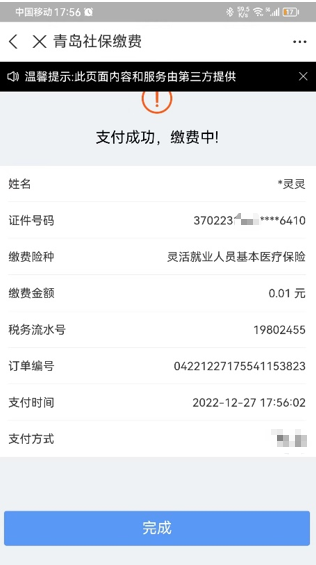 中国移动 17:56
59.5 K/s
17
青岛社保缴费
温馨提示:此页面内容和服务由第三方提供
支付成功，缴费中!
姓名 *灵灵
证件号码 370223****6410
缴费险种 灵活就业人员基本医疗保险
缴费金额 0.01 元
税务流水号 19802455
订单编号 04221227175541153823
支付时间 2022-12-27 17:56:02
支付方式
完成